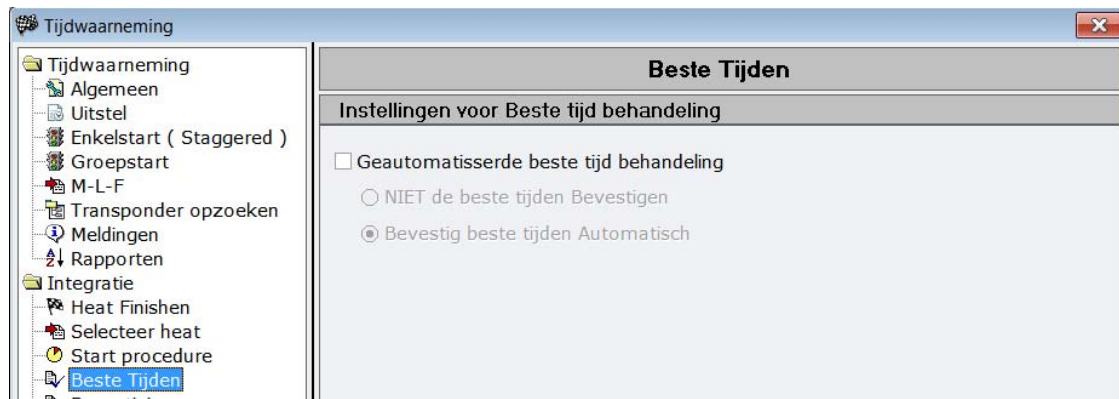 Tijdwaarneming
Tijdwaarneming
Algemeen
Uitstel
Enkelstart ( Staggered )
Groepstart
M-L-F
Transponder opzoeken
Meldingen
Rapporten
Integratie
Heat Finishen
Selecteer heat
Start procedure
Beste Tijden
Beste Tijden
Instellingen voor Beste tijd behandeling
Geautomatisserde beste tijd behandeling
NIET de beste tijden Bevestigen
Bevestig beste tijden Automatisch